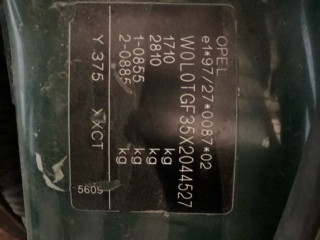 OPEL
e1*97/27*0087*02
W0L0TGF35X2044527
1710 kg
2810 kg
1-0855 kg
2-0885 kg
Y 375 XXCT
560S